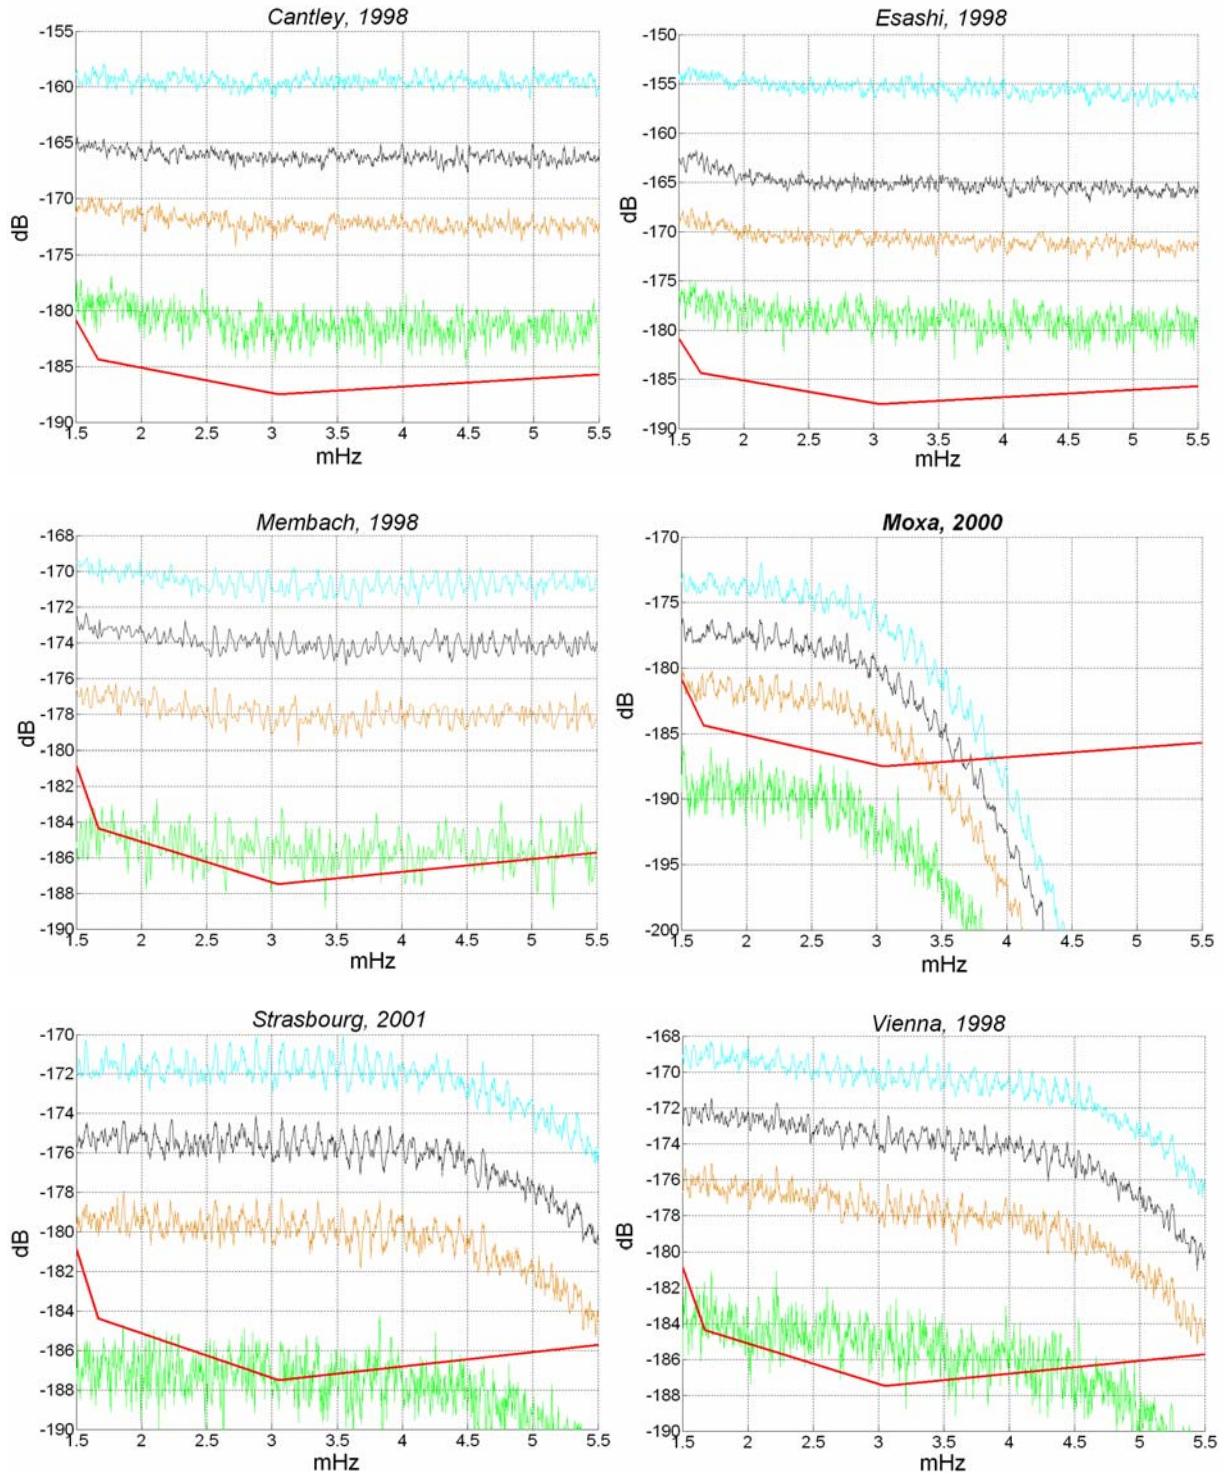 Cantley, 1998
-155
-160
-165
-170
-175
-180
-185
-190
dB
1.5 2 2.5 3 3.5 4 4.5 5 5.5
mHz
Esashi, 1998
-150
-155
-160
-165
-170
-175
-180
-185
-190
dB
1.5 2 2.5 3 3.5 4 4.5 5 5.5
mHz
Membach, 1998
-168
-170
-172
-174
-176
-178
-180
-182
-184
-186
-188
-190
dB
1.5 2 2.5 3 3.5 4 4.5 5 5.5
mHz
Moxa, 2000
-170
-175
-180
-185
-190
-195
-200
dB
1.5 2 2.5 3 3.5 4 4.5 5 5.5
mHz
Strasbourg, 2001
-170
-172
-174
-176
-178
-180
-182
-184
-186
-188
-190
dB
1.5 2 2.5 3 3.5 4 4.5 5 5.5
mHz
Vienna, 1998
-168
-170
-172
-174
-176
-178
-180
-182
-184
-186
-188
-190
dB
1.5 2 2.5 3 3.5 4 4.5 5 5.5
mHz